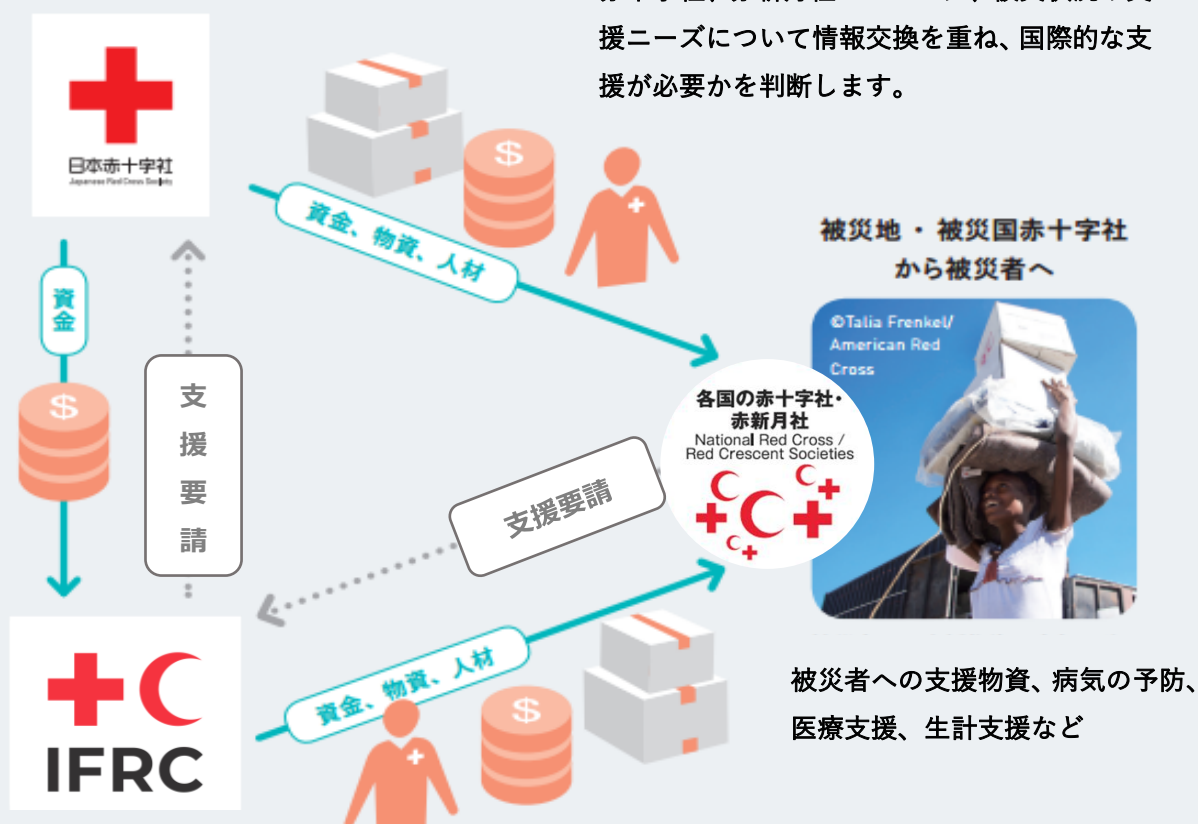 援ニーズについて情報交換を重ね、国際的な支
援が必要かを判断します。
日本赤十字社
Japanese Red Cross Society
資金、物資、人材
資金
支援要請
被災地・被災国赤十字社
から被災者へ
©Talia Frenkel/
American Red
Cross
各国の赤十字社・
赤新月社
National Red Cross /
Red Crescent Societies
支援要請
資金、物資、人材
IFRC
被災者への支援物資、病気の予防、
医療支援、生計支援など